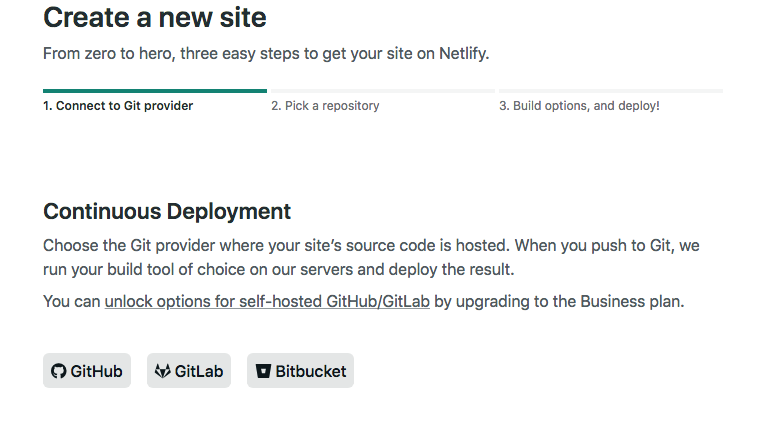 Create a new site
From zero to hero, three easy steps to get your site on Netlify.
1. Connect to Git provider
2. Pick a repository
3. Build options, and deploy!
Continuous Deployment
Choose the Git provider where your site’s source code is hosted. When you push to Git, we
run your build tool of choice on our servers and deploy the result.
You can unlock options for self-hosted GitHub/GitLab by upgrading to the Business plan.
GitHub
GitLab
Bitbucket